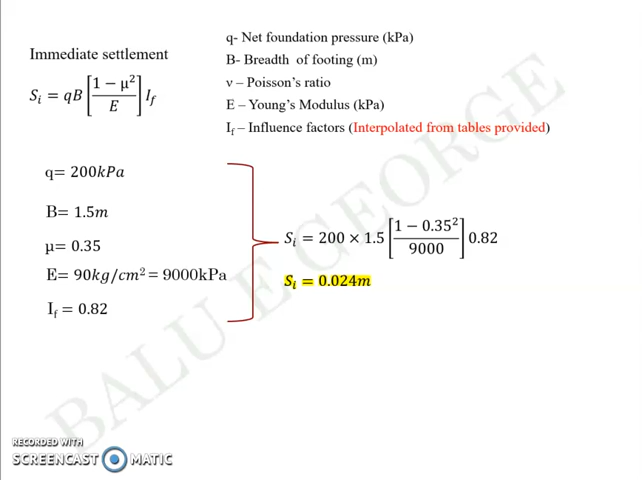 q- Net foundation pressure (kPa)
Immediate settlement
B- Breadth of footing (m)
ν – Poisson's ratio
S_i = qB [(1 − μ²)/E] I_f
E – Young's Modulus (kPa)
I_f – Influence factors (Interpolated from tables provided)
q= 200kPa
B= 1.5m
μ= 0.35
E= 90kg/cm² = 9000kPa
I_f = 0.82
S_i = 200 × 1.5 [(1 − 0.35²)/9000] 0.82
S_i = 0.024m
BALU E GEORGE
RECORDED WITH
SCREENCAST MATIC